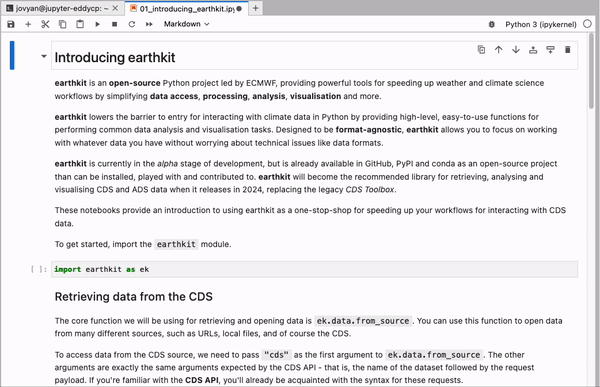 jovyan@jupyter-eddycp: ~
01_introducing_earthkit.ipy
Markdown
Python 3 (ipykernel)
Introducing earthkit
earthkit is an open-source Python project led by ECMWF, providing powerful tools for speeding up weather and climate science
workflows by simplifying data access, processing, analysis, visualisation and more.
earthkit lowers the barrier to entry for interacting with climate data in Python by providing high-level, easy-to-use functions for
performing common data analysis and visualisation tasks. Designed to be format-agnostic, earthkit allows you to focus on working
with whatever data you have without worrying about technical issues like data formats.
earthkit is currently in the alpha stage of development, but is already available in GitHub, PyPI and conda as an open-source project
than can be installed, played with and contributed to. earthkit will become the recommended library for retrieving, analysing and
visualising CDS and ADS data when it releases in 2024, replacing the legacy CDS Toolbox.
These notebooks provide an introduction to using earthkit as a one-stop-shop for speeding up your workflows for interacting with CDS
data.
To get started, import the earthkit module.
[ ]: import earthkit as ek
Retrieving data from the CDS
The core function we will be using for retrieving and opening data is ek.data.from_source. You can use this function to open data
from many different sources, such as URLs, local files, and of course the CDS.
To access data from the CDS source, we need to pass "cds" as the first argument to ek.data.from_source. The other
arguments are exactly the same arguments expected by the CDS API - that is, the name of the dataset followed by the request
payload. If you're familiar with the CDS API, you'll already be acquainted with the syntax for these requests.